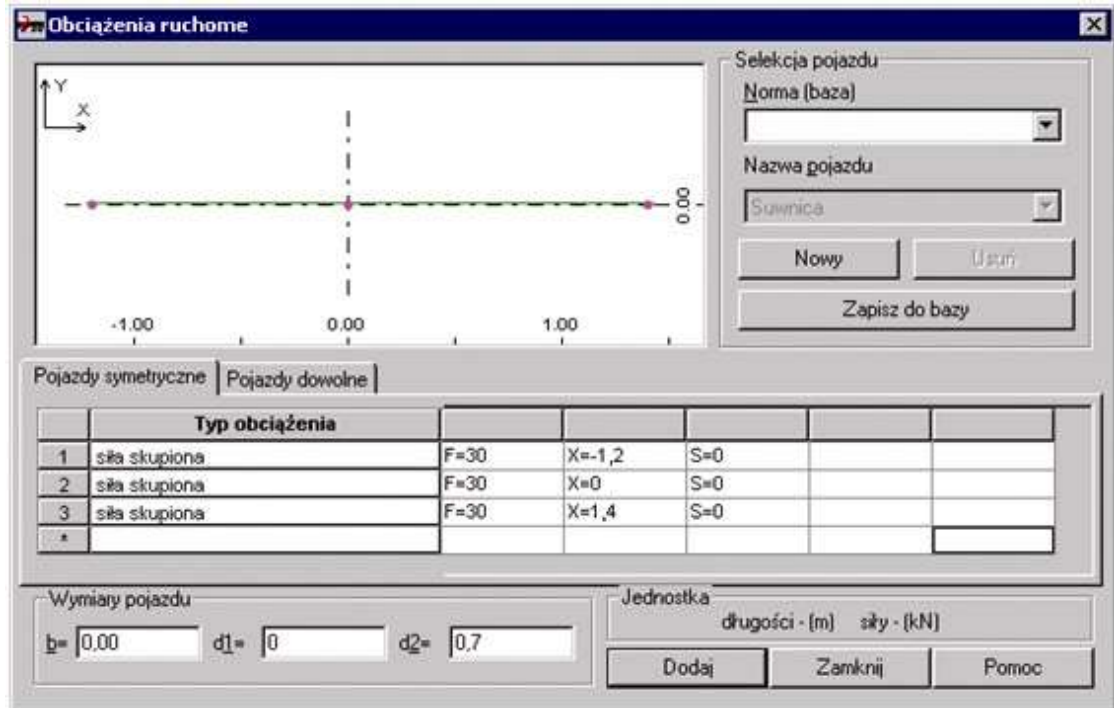 Obciążenia ruchome
Y
X
0.00
-1.00 0.00 1.00
Selekcja pojazdu
Norma (baza)
Nazwa pojazdu
Suwnica
Nowy Usuń
Zapisz do bazy
Pojazdy symetryczne Pojazdy dowolne
Typ obciążenia
1 siła skupiona F=30 X=-1,2 S=0
2 siła skupiona F=30 X=0 S=0
3 siła skupiona F=30 X=1,4 S=0
*
Wymiary pojazdu
b= 0,00 d1= 0 d2= 0,7
Jednostka
długości - (m) siły - (kN)
Dodaj Zamknij Pomoc